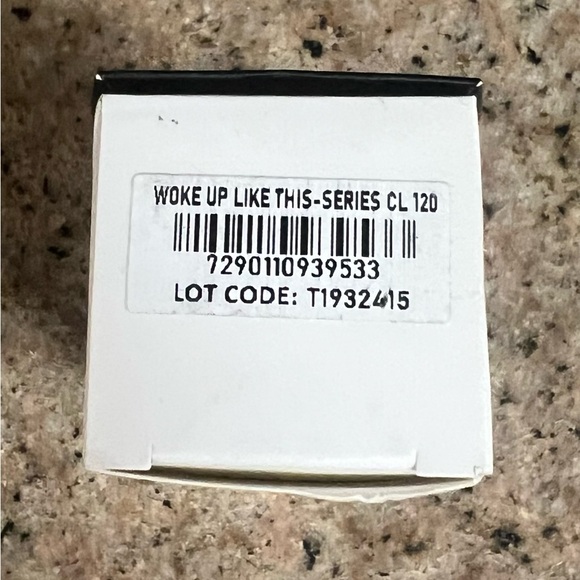 WOKE UP LIKE THIS-SERIES CL 120
7290110939533
LOT CODE: T1932415